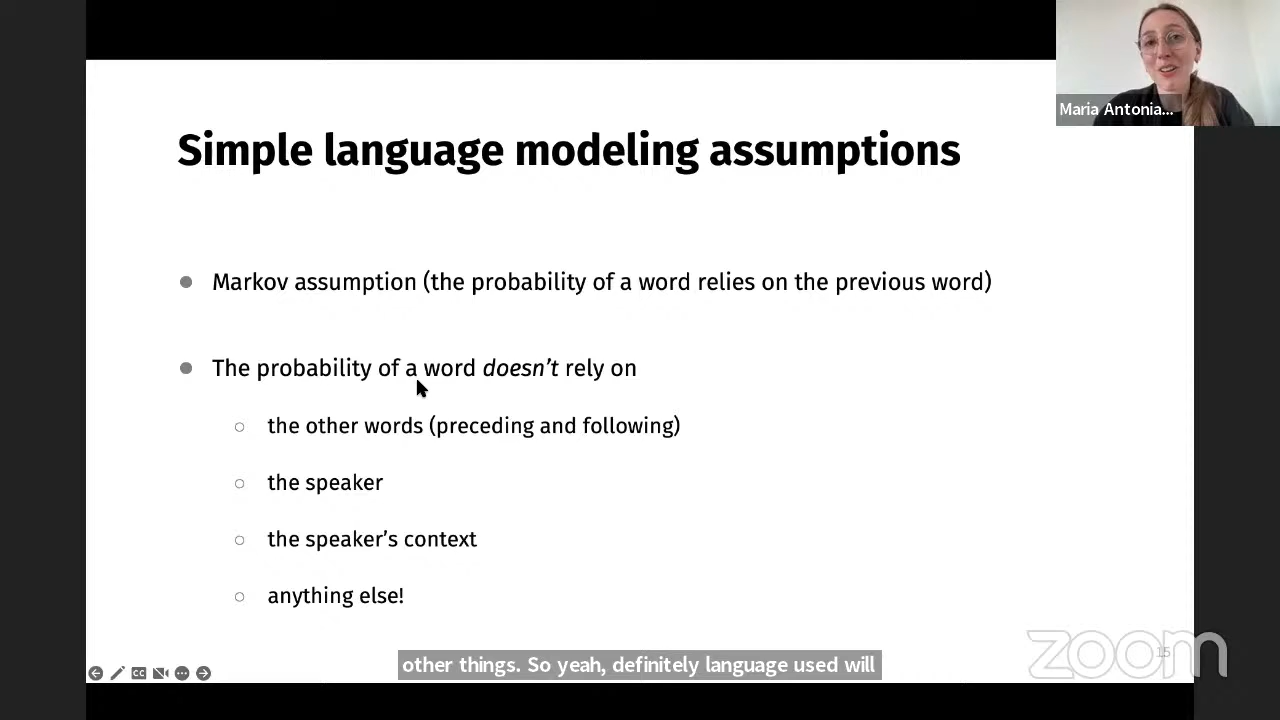 Maria Antonia...
Simple language modeling assumptions
Markov assumption (the probability of a word relies on the previous word)
The probability of a word doesn't rely on
the other words (preceding and following)
the speaker
the speaker's context
anything else!
other things. So yeah, definitely language used will
zoom
15